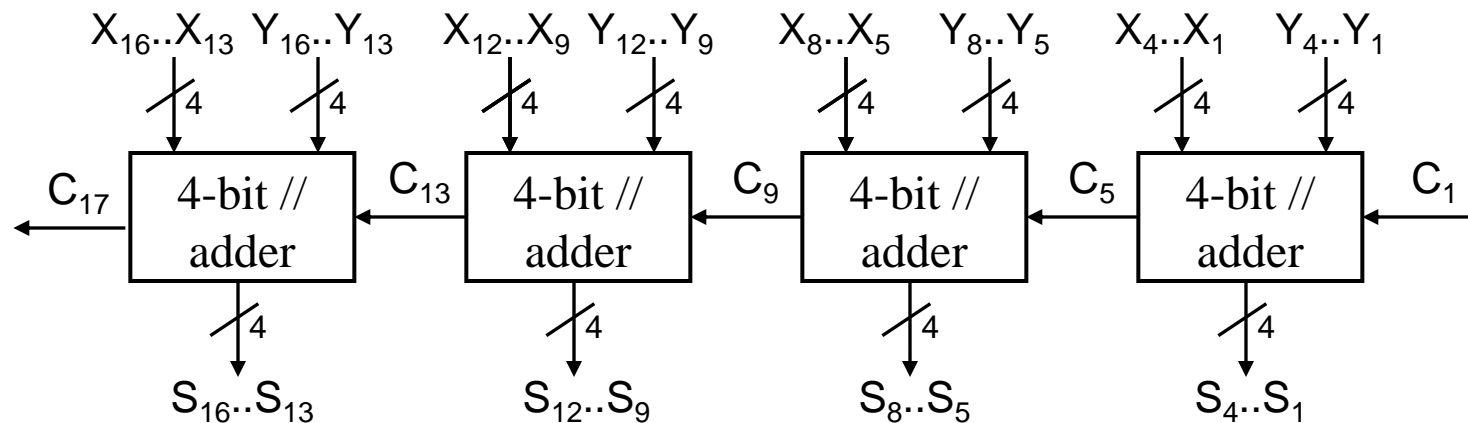 X₁₆..X₁₃ Y₁₆..Y₁₃ X₁₂..X₉ Y₁₂..Y₉ X₈..X₅ Y₈..Y₅ X₄..X₁ Y₄..Y₁
4 4 4 4 4 4 4 4
C₁₇ C₁₃ C₉ C₅ C₁
4-bit // 4-bit // 4-bit // 4-bit //
adder adder adder adder
4 4 4 4
S₁₆..S₁₃ S₁₂..S₉ S₈..S₅ S₄..S₁